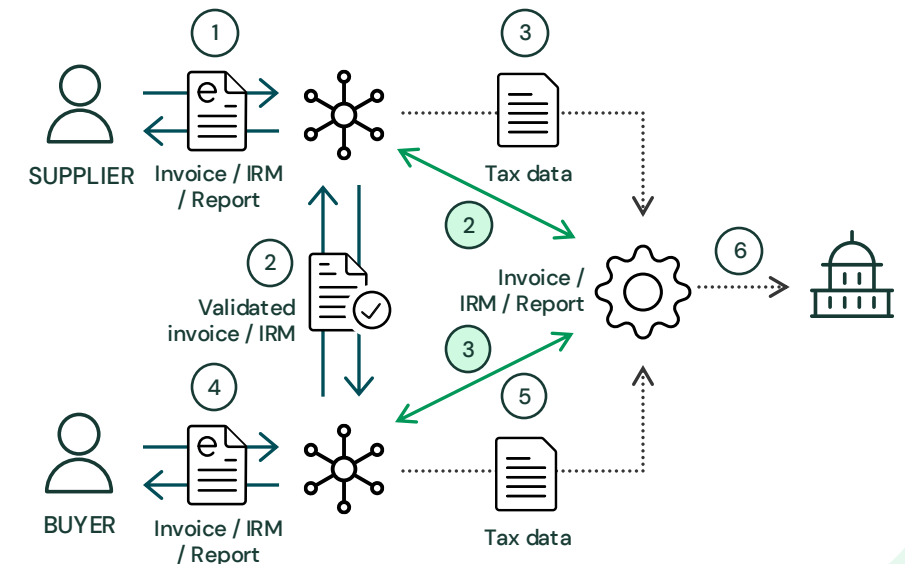 1
3
SUPPLIER
Invoice / IRM
/ Report
Tax data
2
2
Validated
invoice / IRM
Invoice /
IRM / Report
6
3
4
5
BUYER
Invoice / IRM
/ Report
Tax data